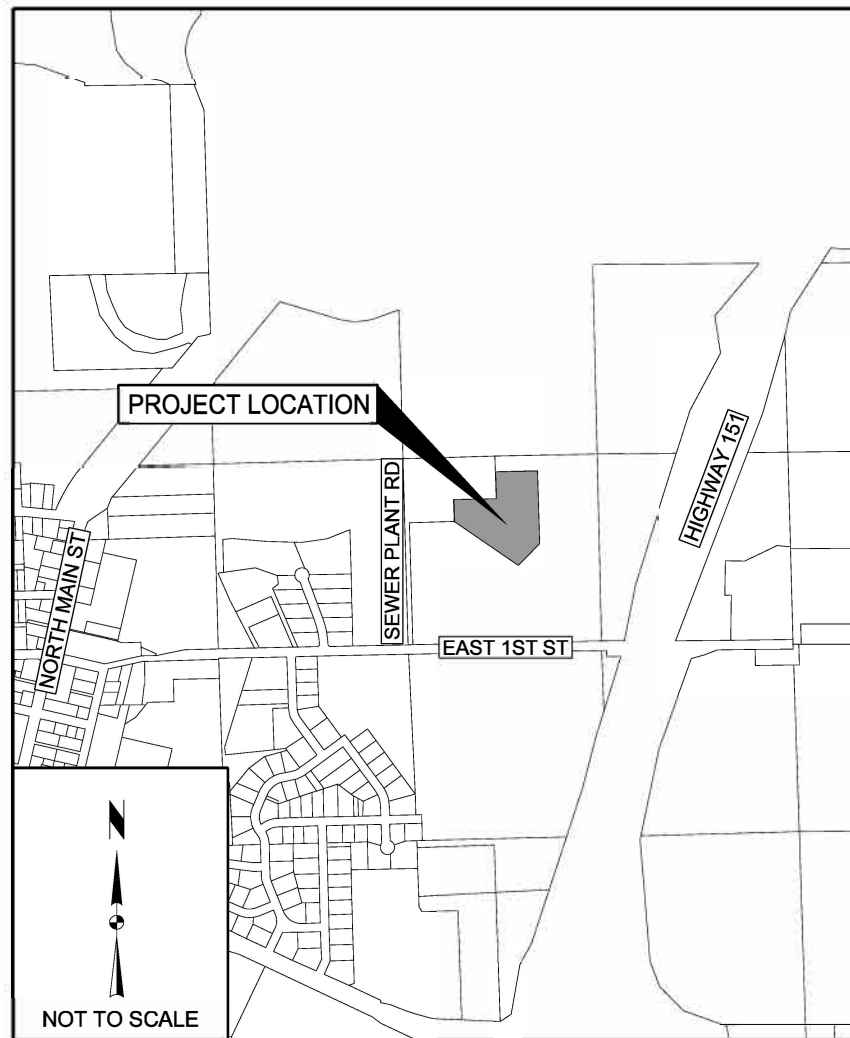 PROJECT LOCATION
HIGHWAY 151
SEWER PLANT RD
NORTH MAIN ST
EAST 1ST ST
N
NOT TO SCALE